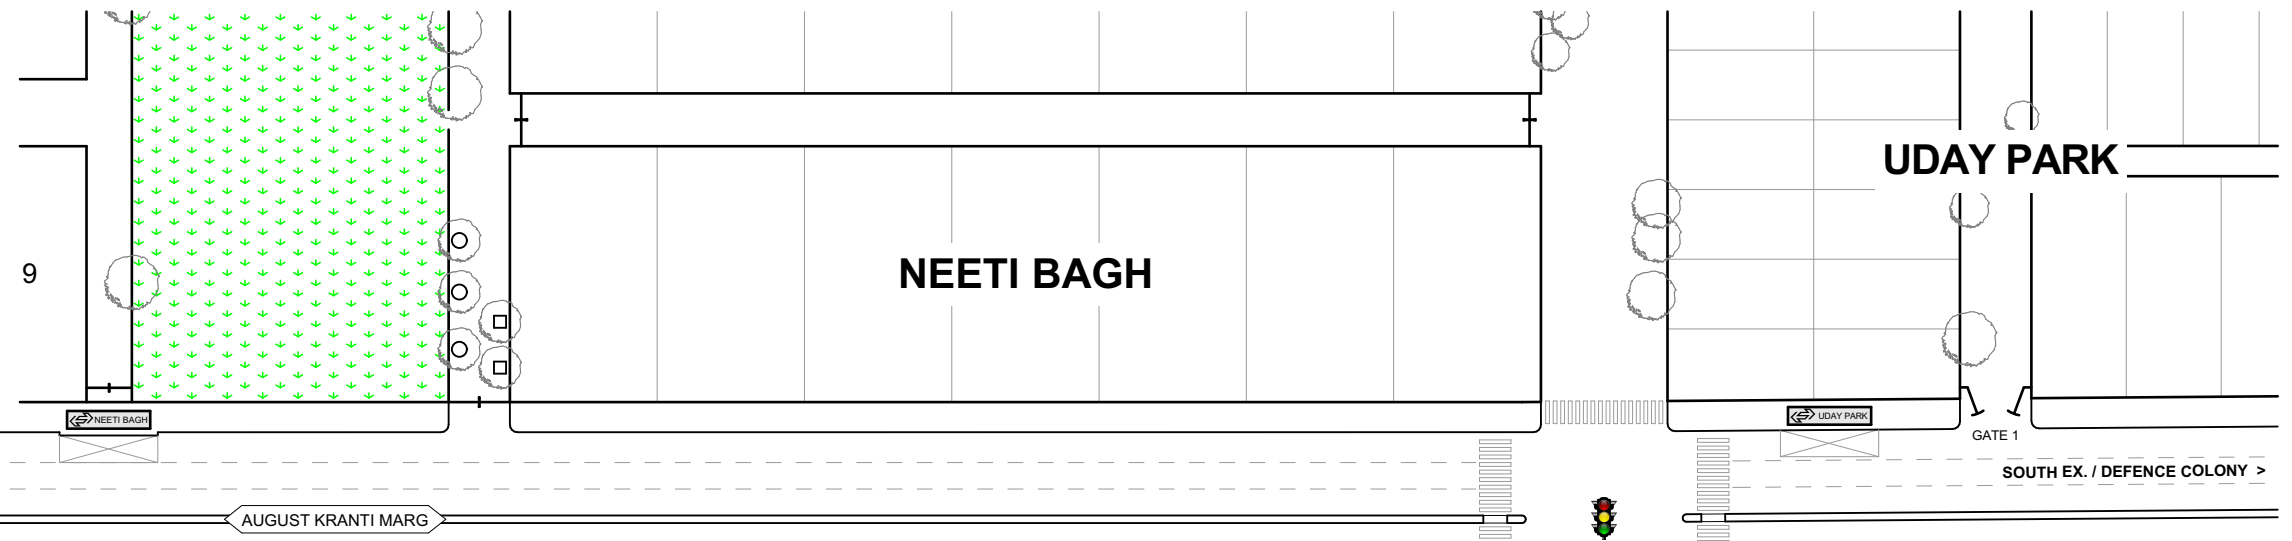 UDAY PARK
9
NEETI BAGH
NEETI BAGH
UDAY PARK
GATE 1
SOUTH EX. / DEFENCE COLONY >
AUGUST KRANTI MARG